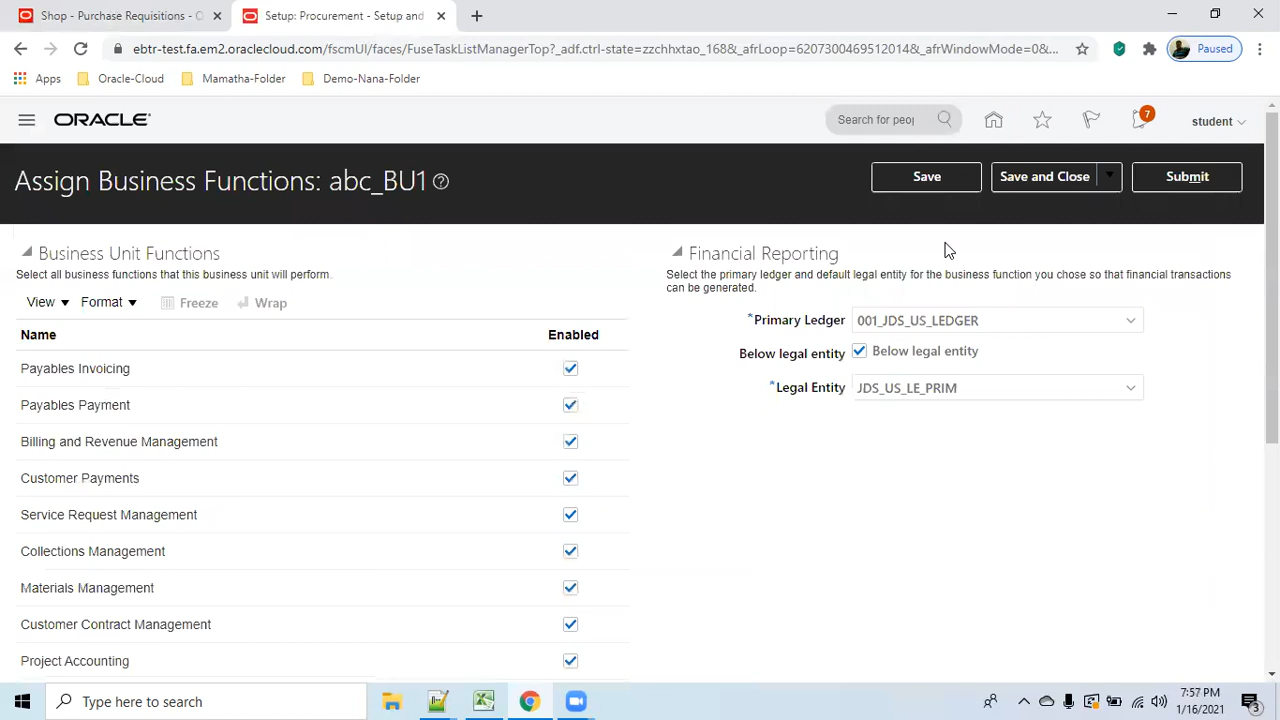 Shop - Purchase Requisitions - O
Setup: Procurement - Setup and
ebtr-test.fa.em2.oraclecloud.com/fscmUI/faces/FuseTaskListManagerTop?_adf.ctrl-state=zzchhxtao_168&_afrLoop=6207300469512014&_afrWindowMode=0&...
Paused
Apps Oracle-Cloud Mamatha-Folder Demo-Nana-Folder
ORACLE
Search for peop
7
student
Assign Business Functions: abc_BU1
Save
Save and Close
Submit
Business Unit Functions
Select all business functions that this business unit will perform.
View Format Freeze Wrap
Name Enabled
Payables Invoicing
Payables Payment
Billing and Revenue Management
Customer Payments
Service Request Management
Collections Management
Materials Management
Customer Contract Management
Project Accounting
Financial Reporting
Select the primary ledger and default legal entity for the business function you chose so that financial transactions
can be generated.
*Primary Ledger 001_JDS_US_LEDGER
Below legal entity Below legal entity
*Legal Entity JDS_US_LE_PRIM
Type here to search
7:57 PM
1/16/2021
3